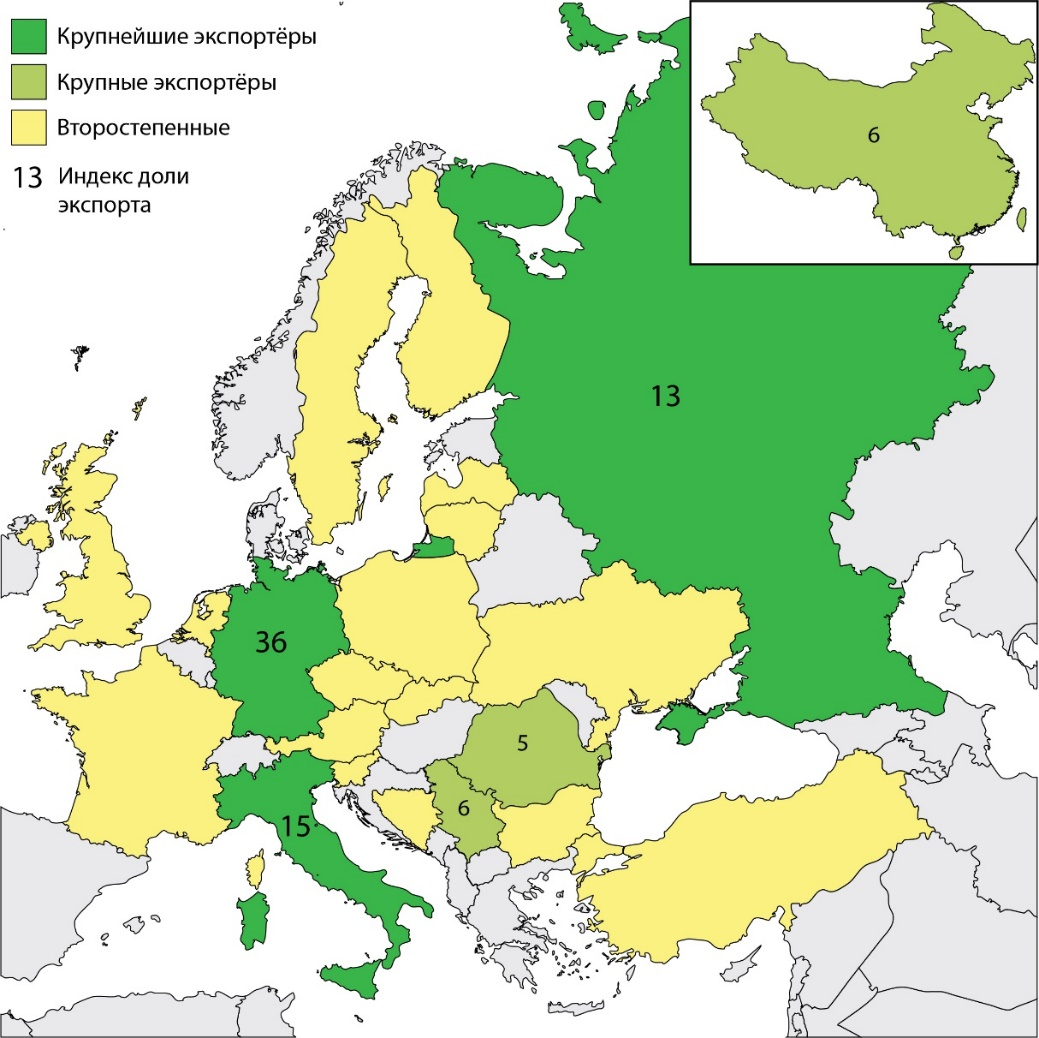 Крупнейшие экспортёры
Крупные экспортёры
Второстепенные
13 Индекс доли
экспорта
6
13
36
5
6
15